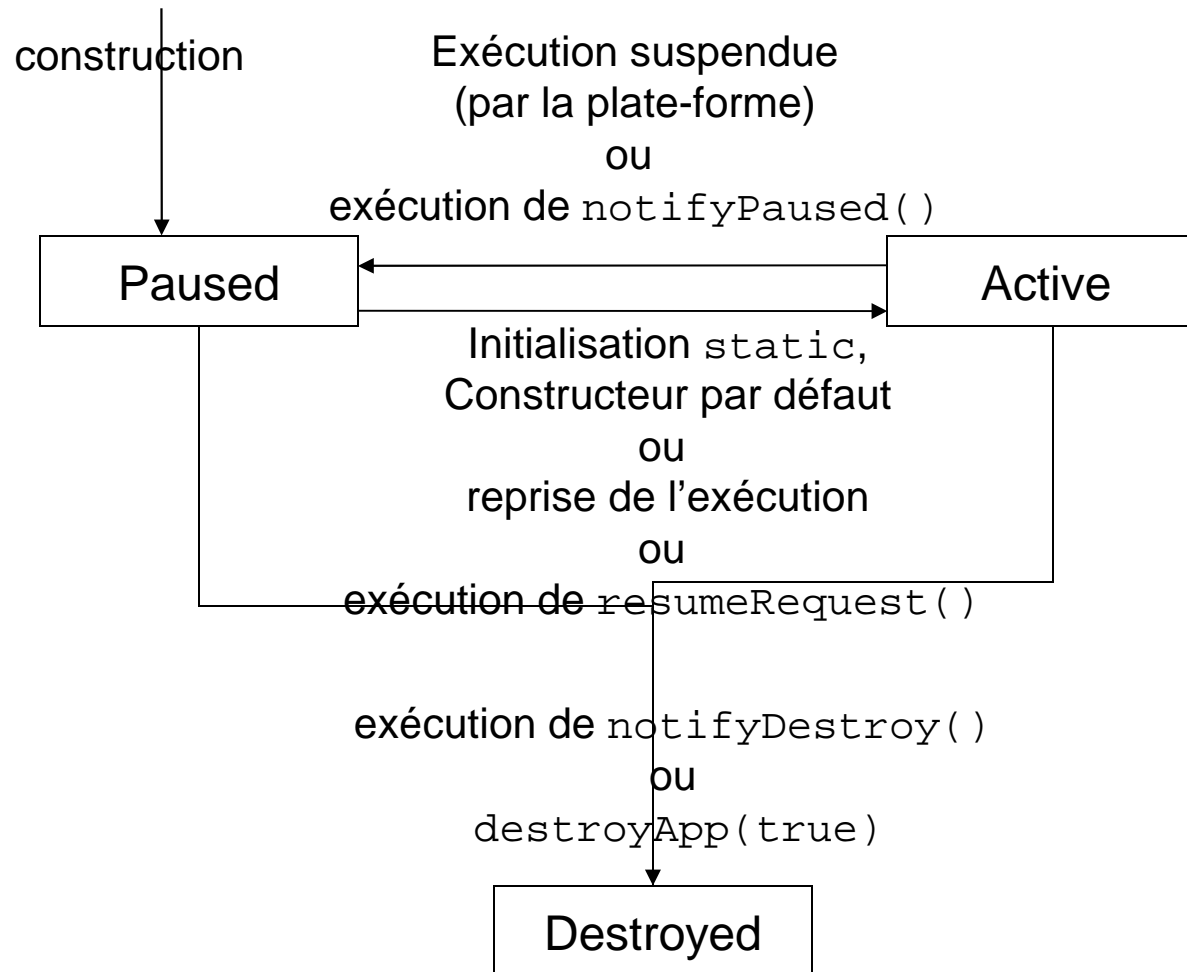 construction
Exécution suspendue
(par la plate-forme)
ou
exécution de notifyPaused()
Paused
Active
Initialisation static,
Constructeur par défaut
ou
reprise de l’exécution
ou
exécution de resumeRequest()
exécution de notifyDestroy()
ou
destroyApp(true)
Destroyed